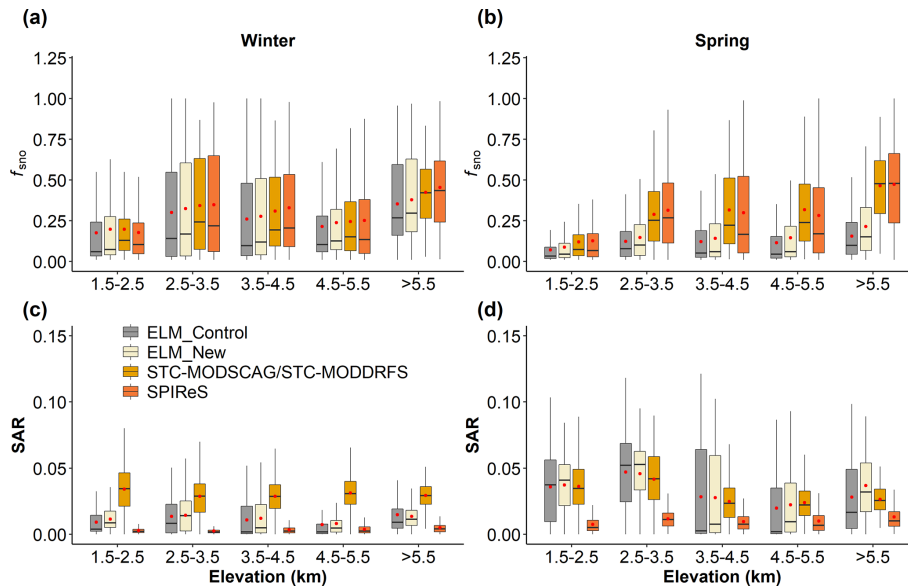 (a)
Winter
(b)
Spring
fsno
1.00
0.75
0.50
0.25
0.00
1.5-2.5 2.5-3.5 3.5-4.5 4.5-5.5 >5.5
1.00
0.75
0.50
0.25
0.00
1.5-2.5 2.5-3.5 3.5-4.5 4.5-5.5 >5.5
(c)
SAR
0.15
0.10
0.05
0.00
ELM_Control
ELM_New
STC-MODSCAG/STC-MODDRFS
SPIReS
1.5-2.5 2.5-3.5 3.5-4.5 4.5-5.5 >5.5
Elevation (km)
(d)
0.15
0.10
0.05
0.00
1.5-2.5 2.5-3.5 3.5-4.5 4.5-5.5 >5.5
Elevation (km)